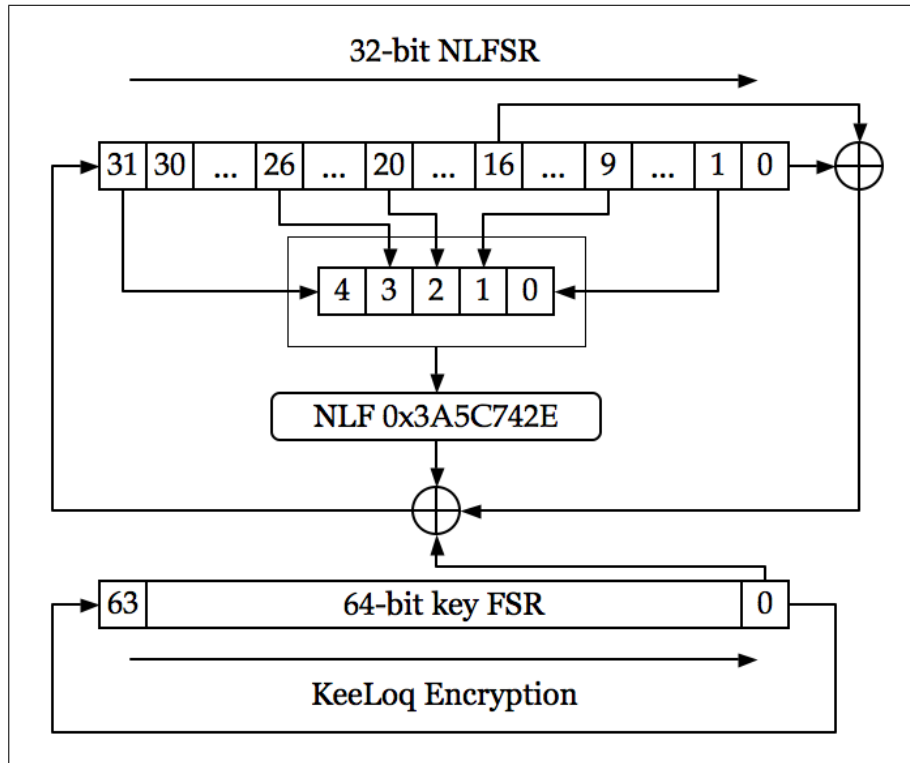 32-bit NLFSR
31 30 ... 26 ... 20 ... 16 ... 9 ... 1 0
4 3 2 1 0
NLF 0x3A5C742E
63 64-bit key FSR 0
KeeLoq Encryption